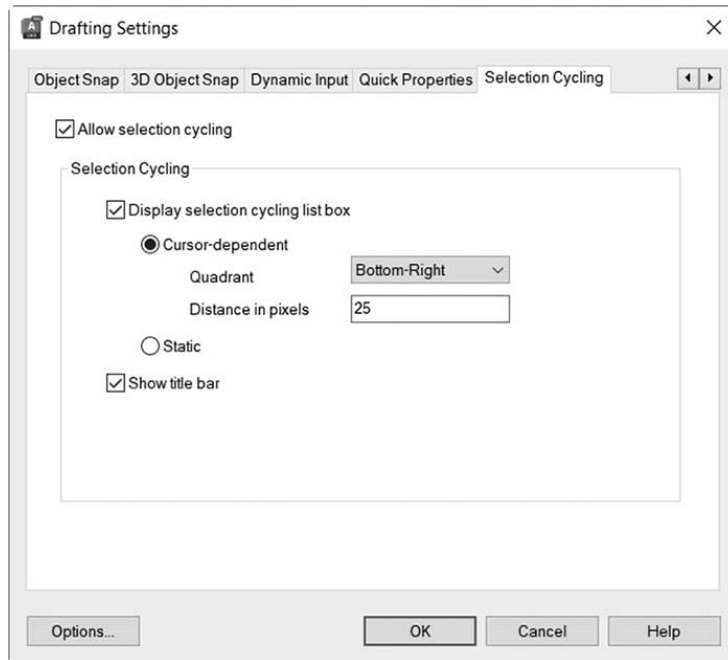 Drafting Settings
Object Snap 3D Object Snap Dynamic Input Quick Properties Selection Cycling
Allow selection cycling
Selection Cycling
Display selection cycling list box
Cursor-dependent
Quadrant Bottom-Right
Distance in pixels 25
Static
Show title bar
Options... OK Cancel Help